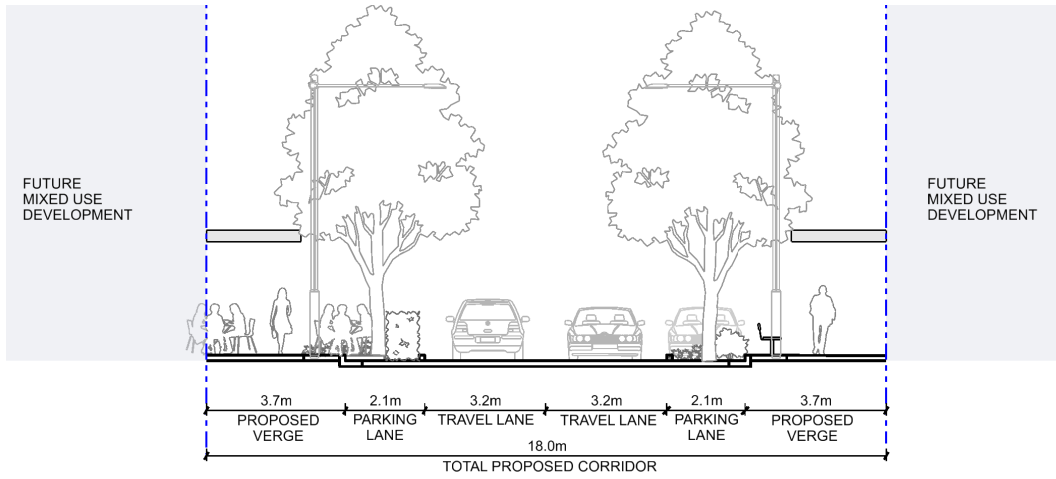 FUTURE
MIXED USE
DEVELOPMENT
FUTURE
MIXED USE
DEVELOPMENT
3.7m 2.1m 3.2m 3.2m 2.1m 3.7m
PROPOSED PARKING TRAVEL LANE TRAVEL LANE PARKING PROPOSED
VERGE LANE LANE VERGE
18.0m
TOTAL PROPOSED CORRIDOR